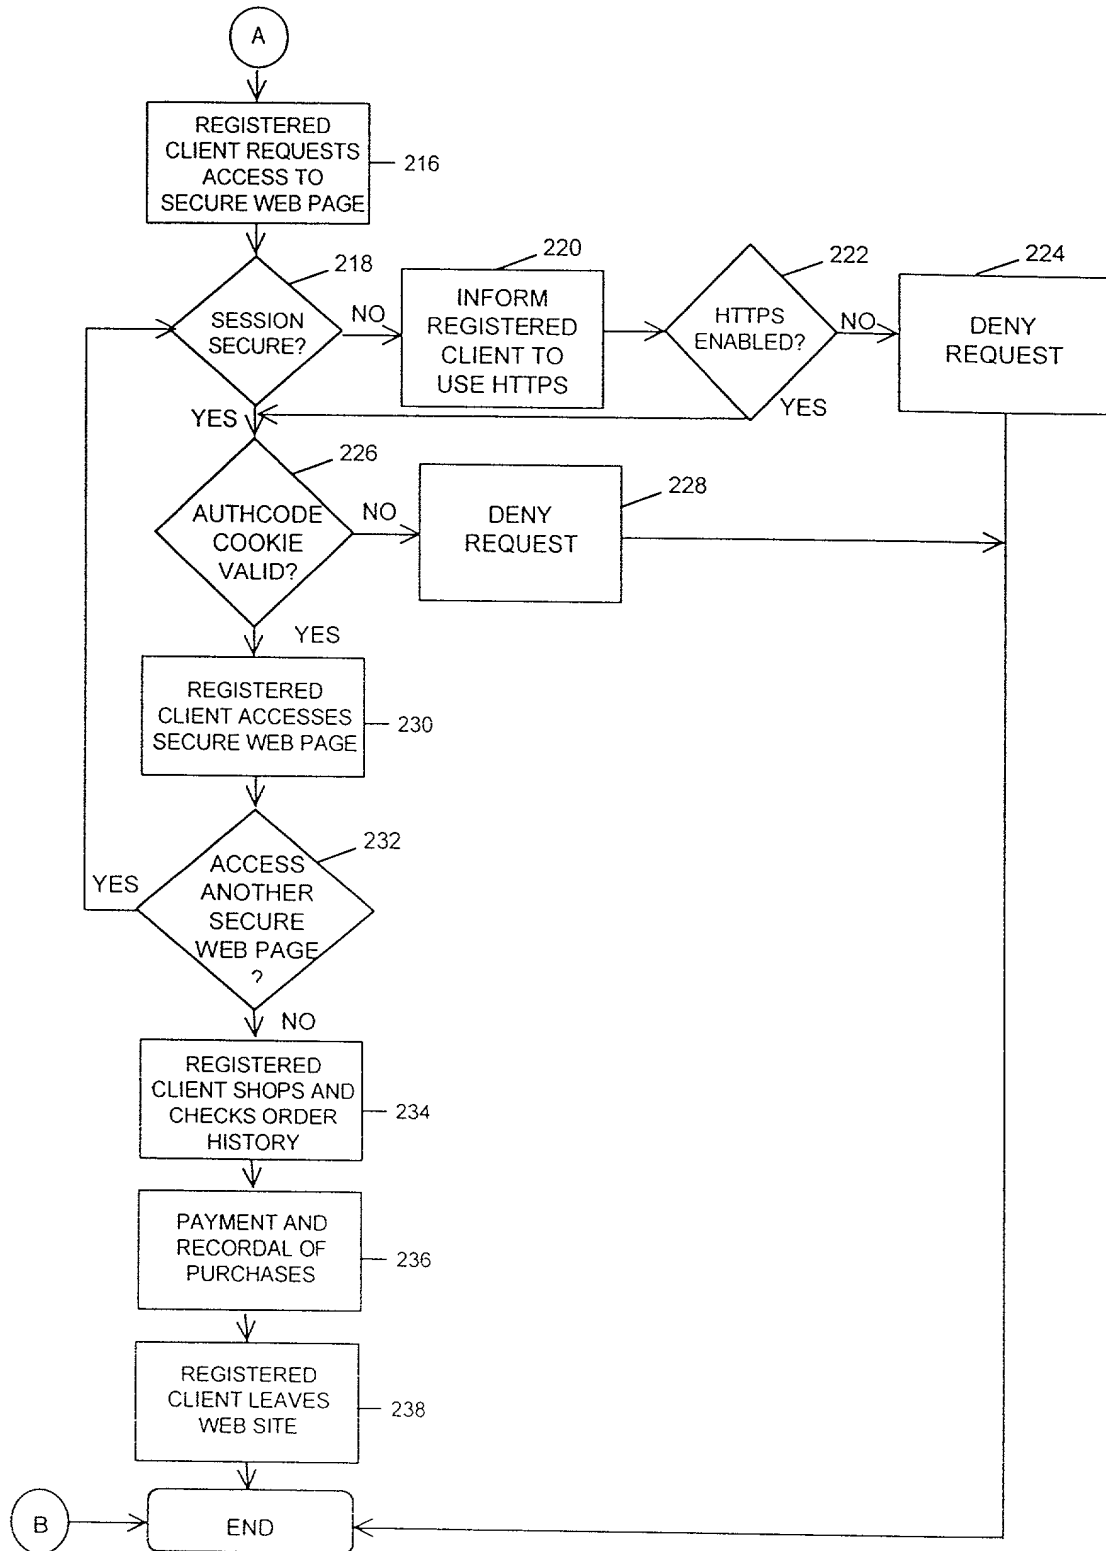 A
REGISTERED
CLIENT REQUESTS
ACCESS TO
SECURE WEB PAGE
216
218
SESSION
SECURE?
NO
220
INFORM
REGISTERED
CLIENT TO
USE HTTPS
222
HTTPS
ENABLED?
NO
224
DENY
REQUEST
YES
YES
226
AUTHCODE
COOKIE
VALID?
NO
228
DENY
REQUEST
YES
REGISTERED
CLIENT ACCESSES
SECURE WEB PAGE
230
232
ACCESS
ANOTHER
SECURE
WEB PAGE
?
YES
NO
REGISTERED
CLIENT SHOPS AND
CHECKS ORDER
HISTORY
234
PAYMENT AND
RECORDAL OF
PURCHASES
236
REGISTERED
CLIENT LEAVES
WEB SITE
238
B
END